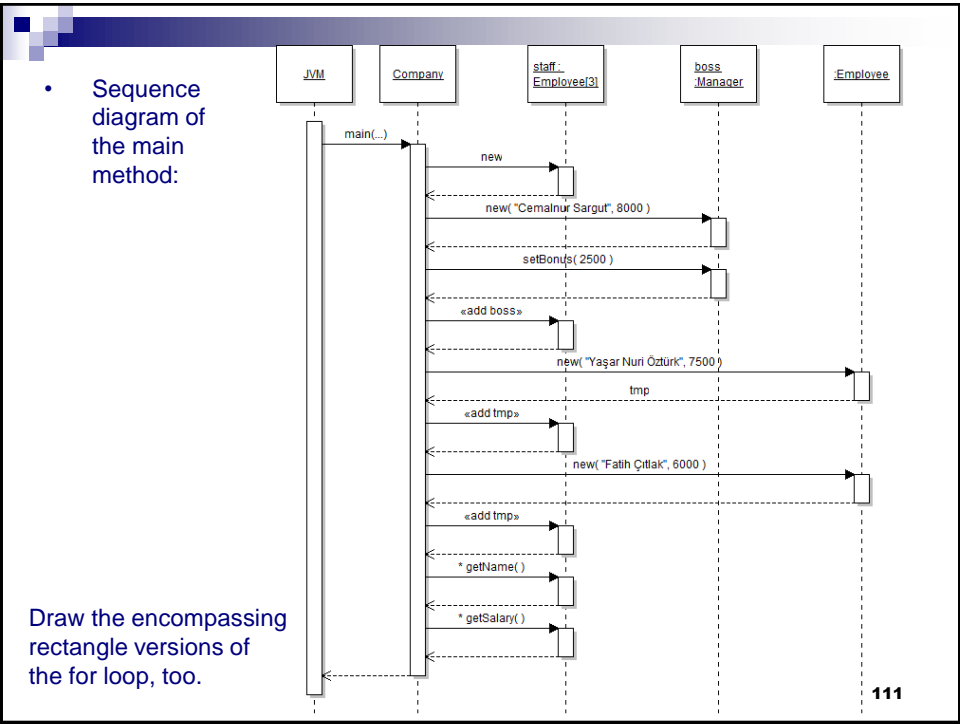 • Sequence
diagram of
the main
method:
JVM
Company
staff :
Employee[3]
boss
:Manager
:Employee
main(...)
new
new( "Cemalnur Sargut", 8000 )
setBonus( 2500 )
«add boss»
new( "Yaşar Nuri Öztürk", 7500 )
tmp
«add tmp»
new( "Fatih Çıtlak", 6000 )
«add tmp»
* getName( )
* getSalary( )
Draw the encompassing
rectangle versions of
the for loop, too.
111